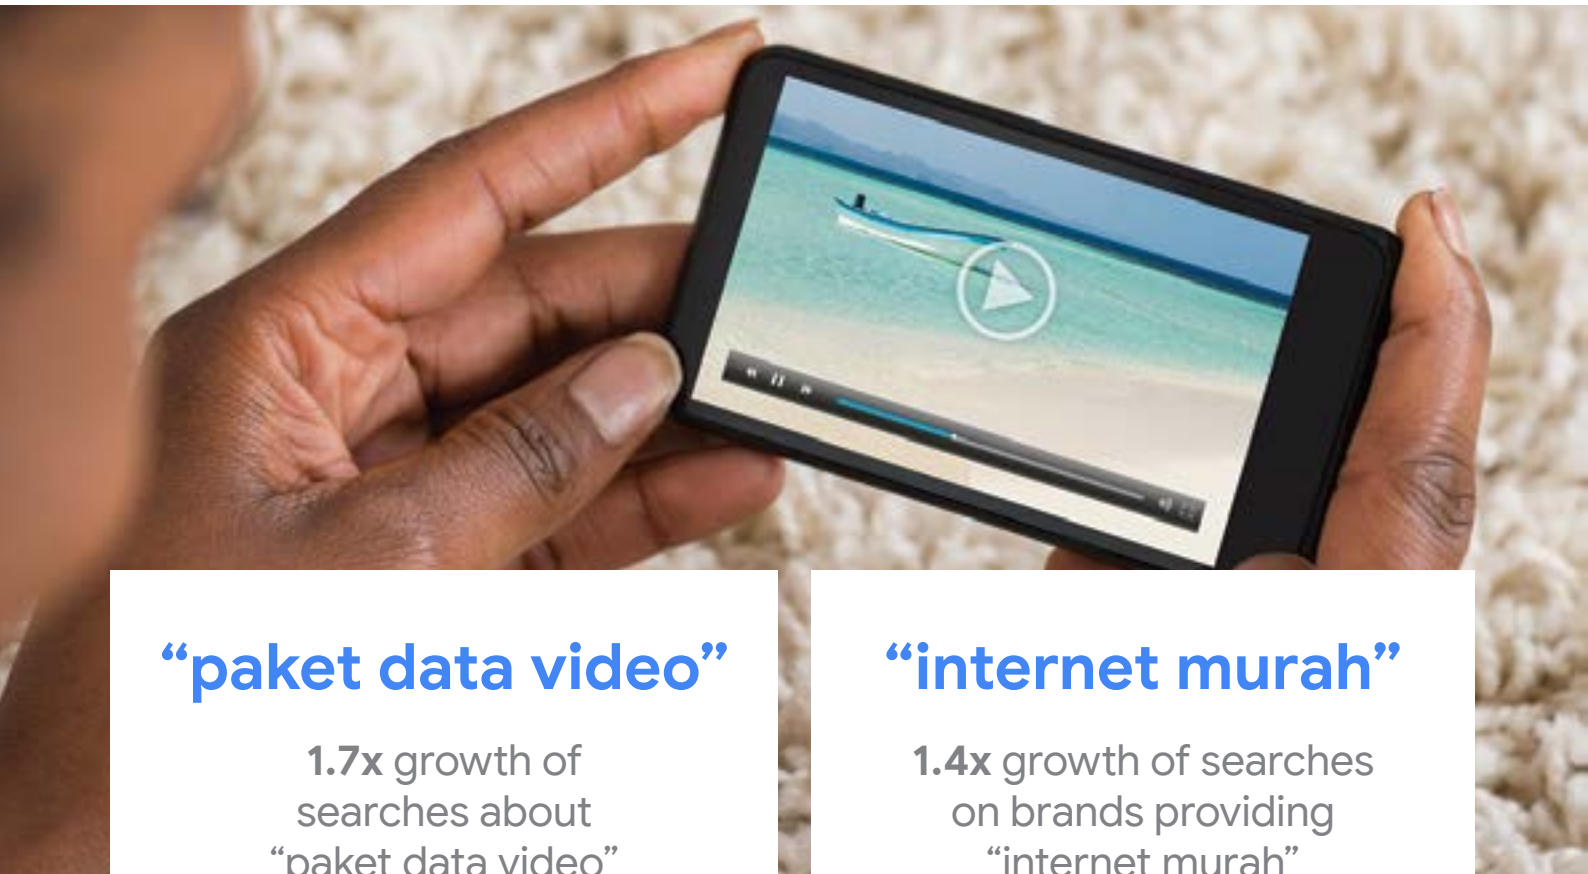 “paket data video”
1.7x growth of
searches about
“paket data video”
“internet murah”
1.4x growth of searches
on brands providing
“internet murah”